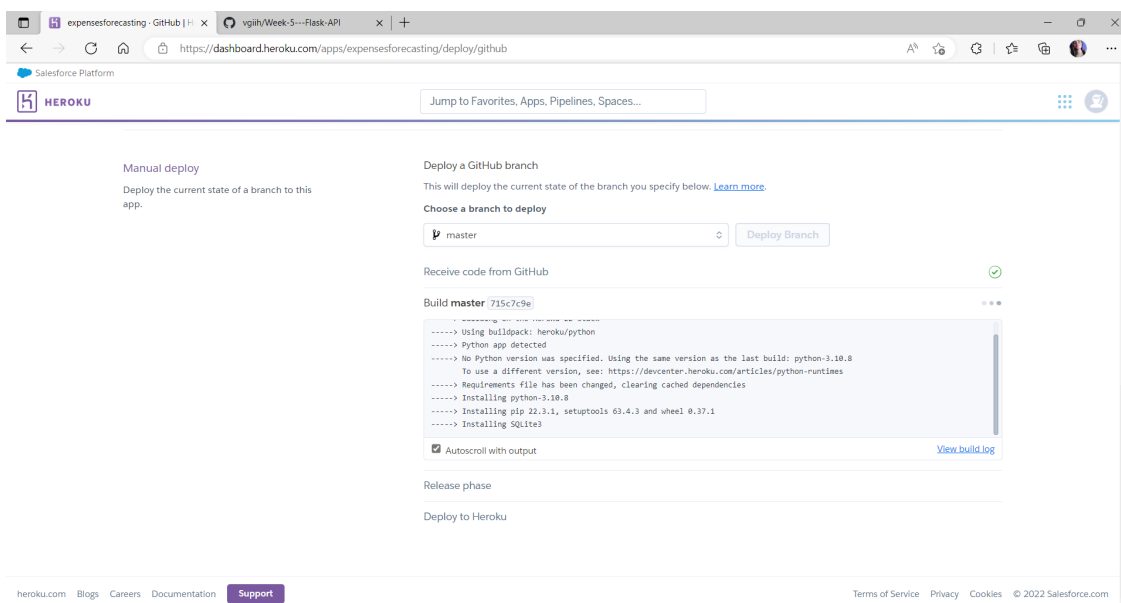 expensesforecasting · GitHub | H
vgiih/Week-5---Flask-API
https://dashboard.heroku.com/apps/expensesforecasting/deploy/github
Salesforce Platform
HEROKU
Jump to Favorites, Apps, Pipelines, Spaces...
Manual deploy
Deploy the current state of a branch to this
app.
Deploy a GitHub branch
This will deploy the current state of the branch you specify below. Learn more.
Choose a branch to deploy
master
Deploy Branch
Receive code from GitHub
Build master 715c7c9e
-----> Using buildpack: heroku/python
-----> Python app detected
-----> No Python version was specified. Using the same version as the last build: python-3.10.8
To use a different version, see: https://devcenter.heroku.com/articles/python-runtimes
-----> Requirements file has been changed, clearing cached dependencies
-----> Installing python-3.10.8
-----> Installing pip 22.3.1, setuptools 63.4.3 and wheel 0.37.1
-----> Installing SQLite3
Autoscroll with output
View build log
Release phase
Deploy to Heroku
heroku.com Blogs Careers Documentation Support
Terms of Service Privacy Cookies © 2022 Salesforce.com